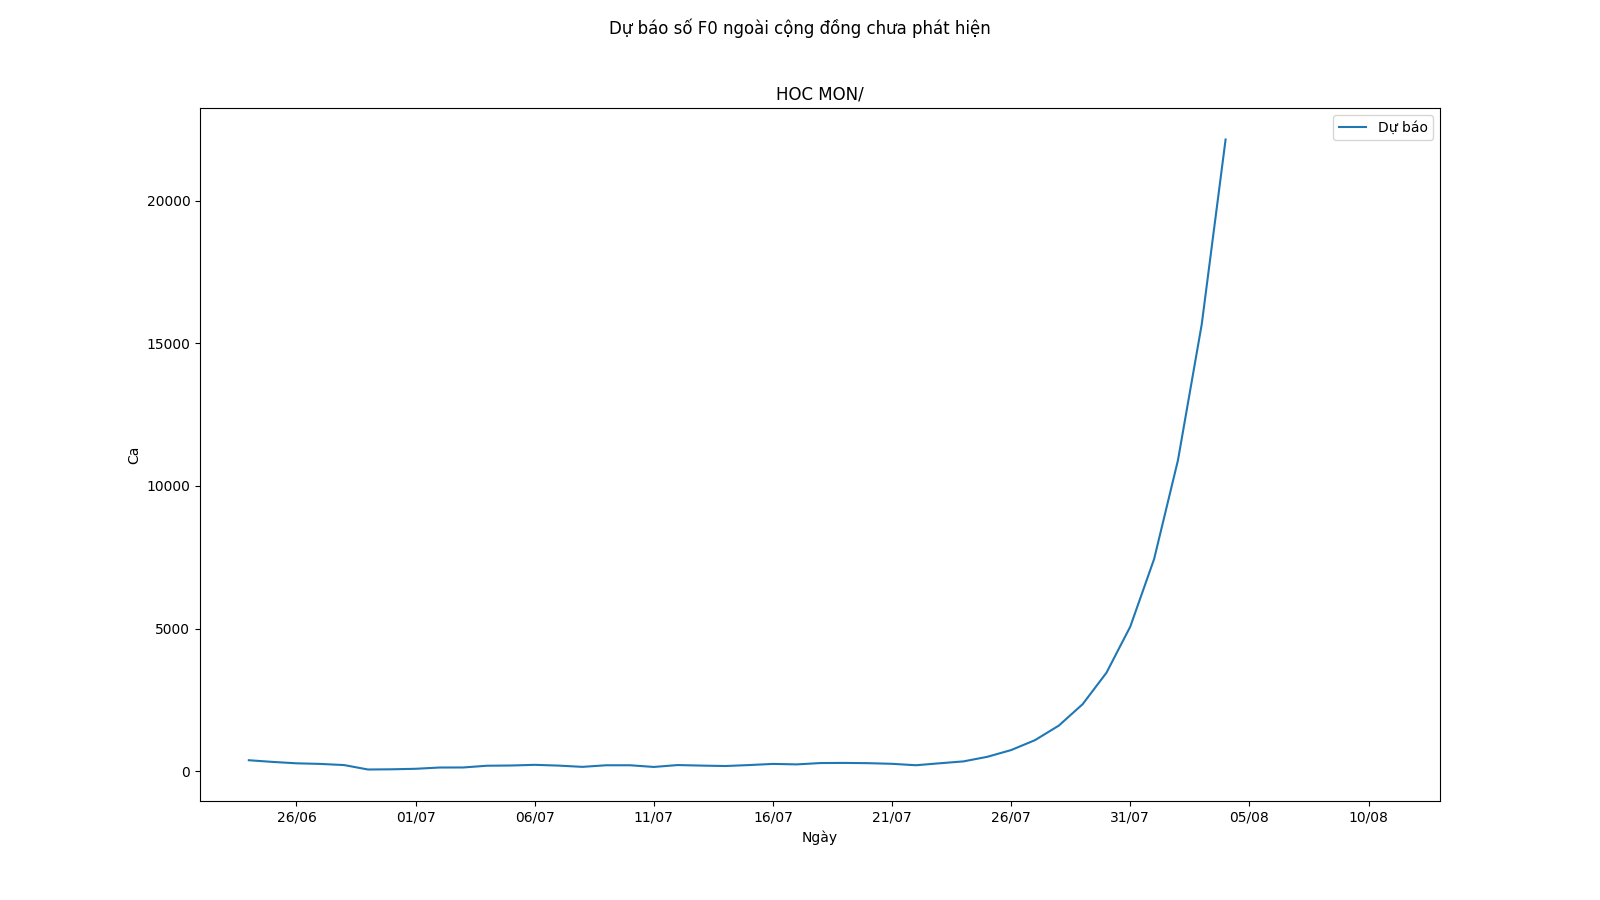 Dự báo số F0 ngoài cộng đồng chưa phát hiện
HOC MON/
Dự báo
20000
15000
10000
5000
0
Ca
26/06 01/07 06/07 11/07 16/07 21/07 26/07 31/07 05/08 10/08
Ngày